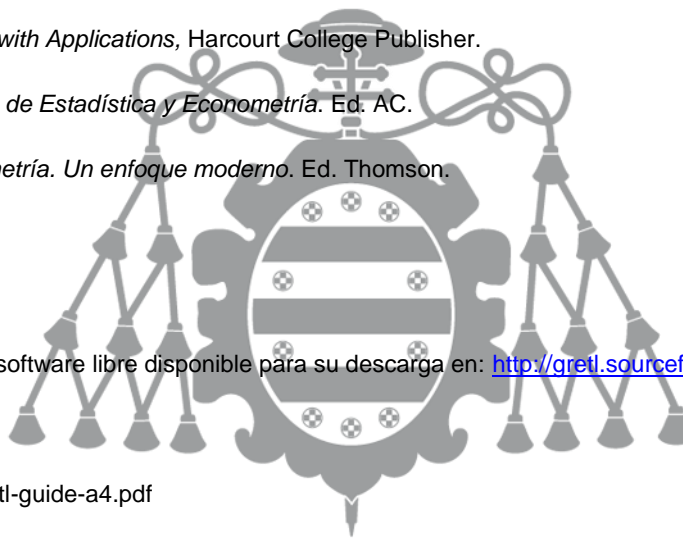 with Applications, Harcourt College Publisher.
de Estadística y Econometría. Ed. AC.
metría. Un enfoque moderno. Ed. Thomson.
software libre disponible para su descarga en: http://gretl.sourcef
tl-guide-a4.pdf